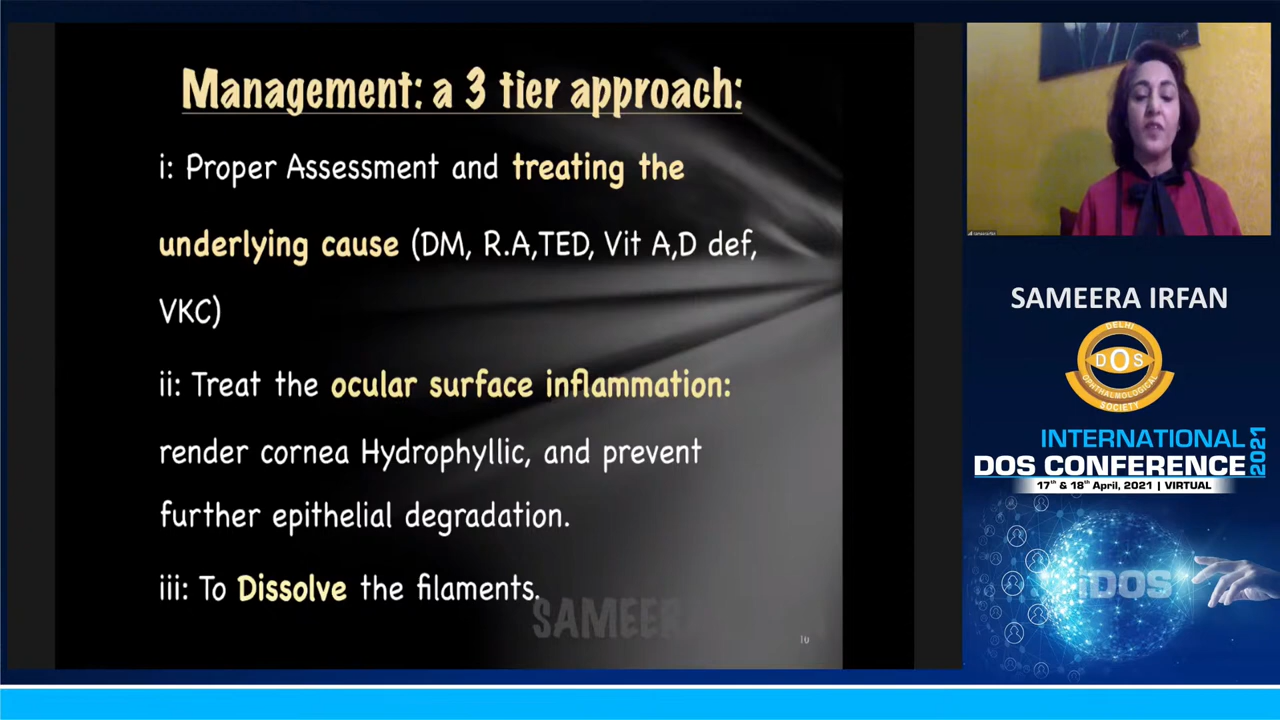 Management: a 3 tier approach:
i: Proper Assessment and treating the
underlying cause (DM, R.A,TED, Vit A,D def,
VKC)
ii: Treat the ocular surface inflammation:
render cornea Hydrophyllic, and prevent
further epithelial degradation.
iii: To Dissolve the filaments.
SAMEERA
10
SAMEERA IRFAN
DELHI
DOS
OPHTHALMOLOGICAL
SOCIETY
INTERNATIONAL
DOS CONFERENCE
2021
17th & 18th April, 2021 | VIRTUAL
iDOS